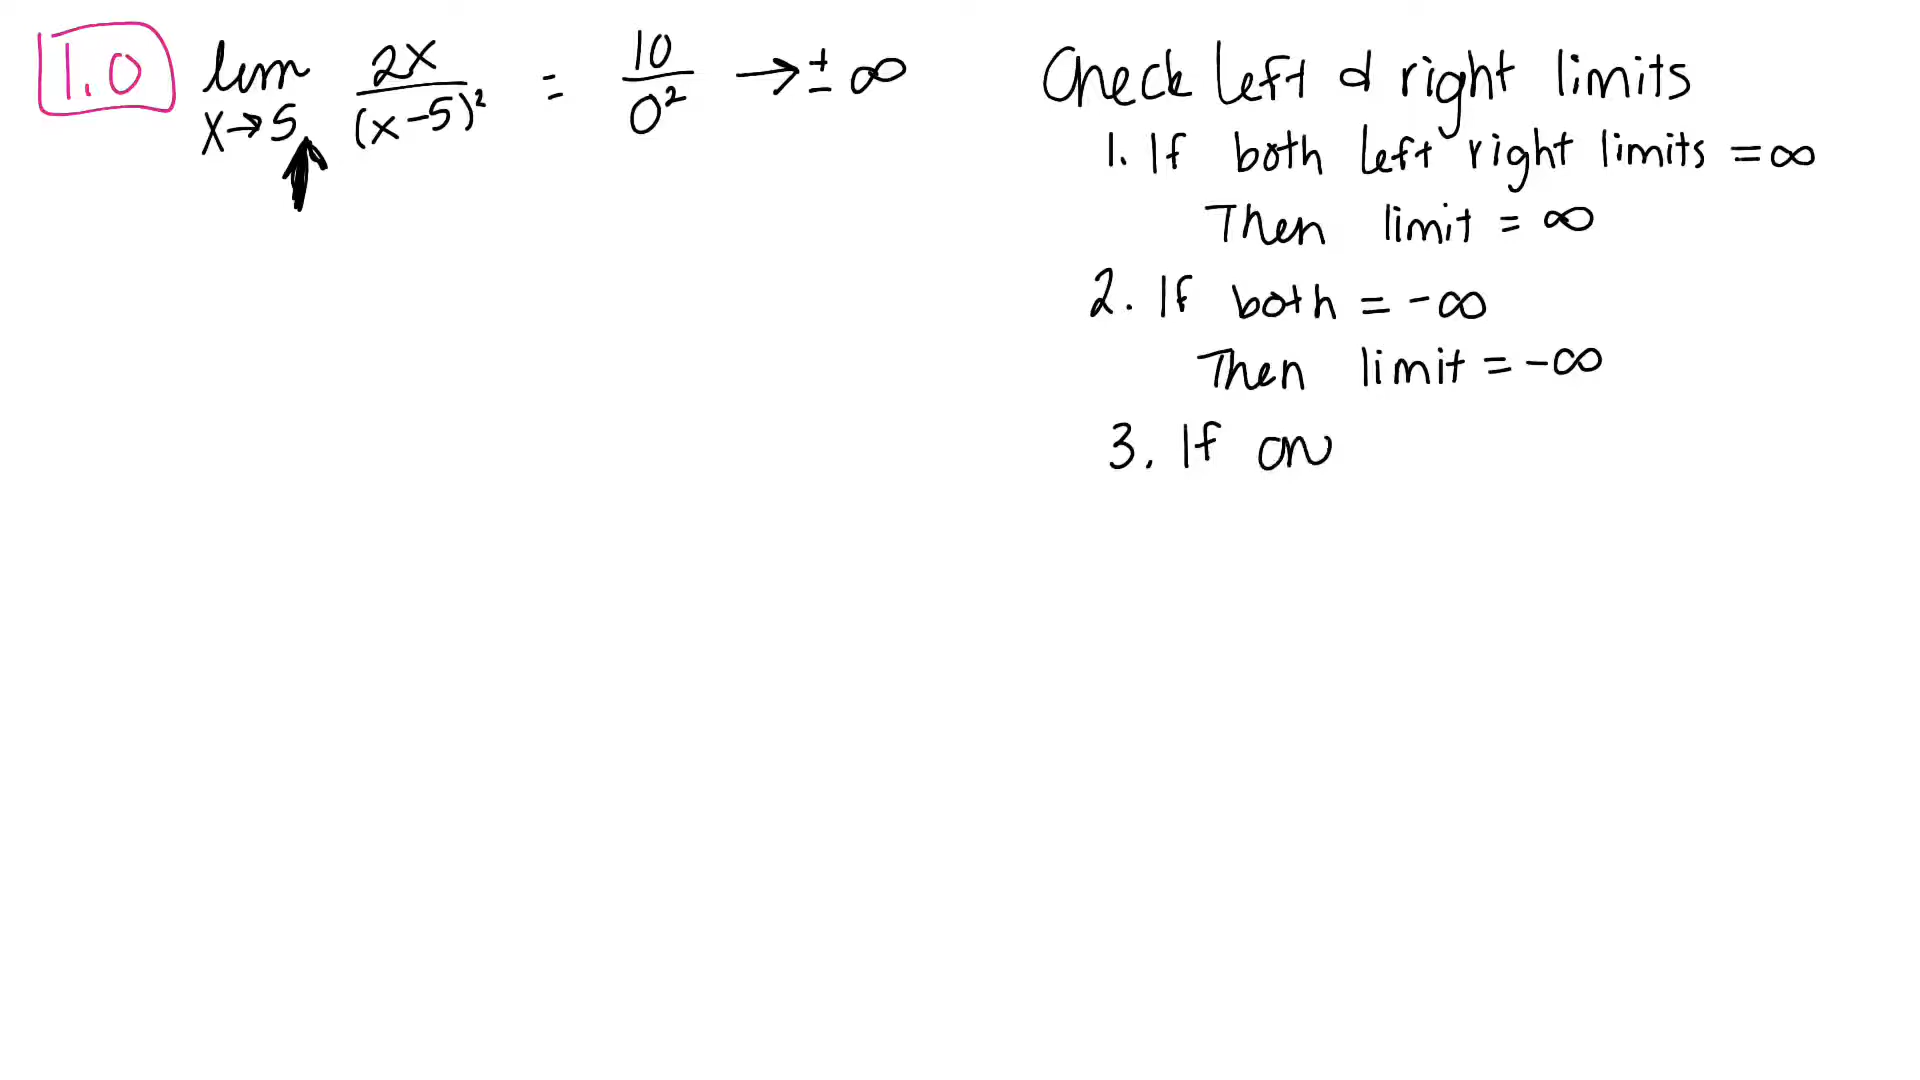 1.0 lim x→5 2x/(x-5)² = 10/0² → ± ∞
Check left & right limits
1. If both left right limits = ∞
Then limit = ∞
2. If both = -∞
Then limit = -∞
3. If on